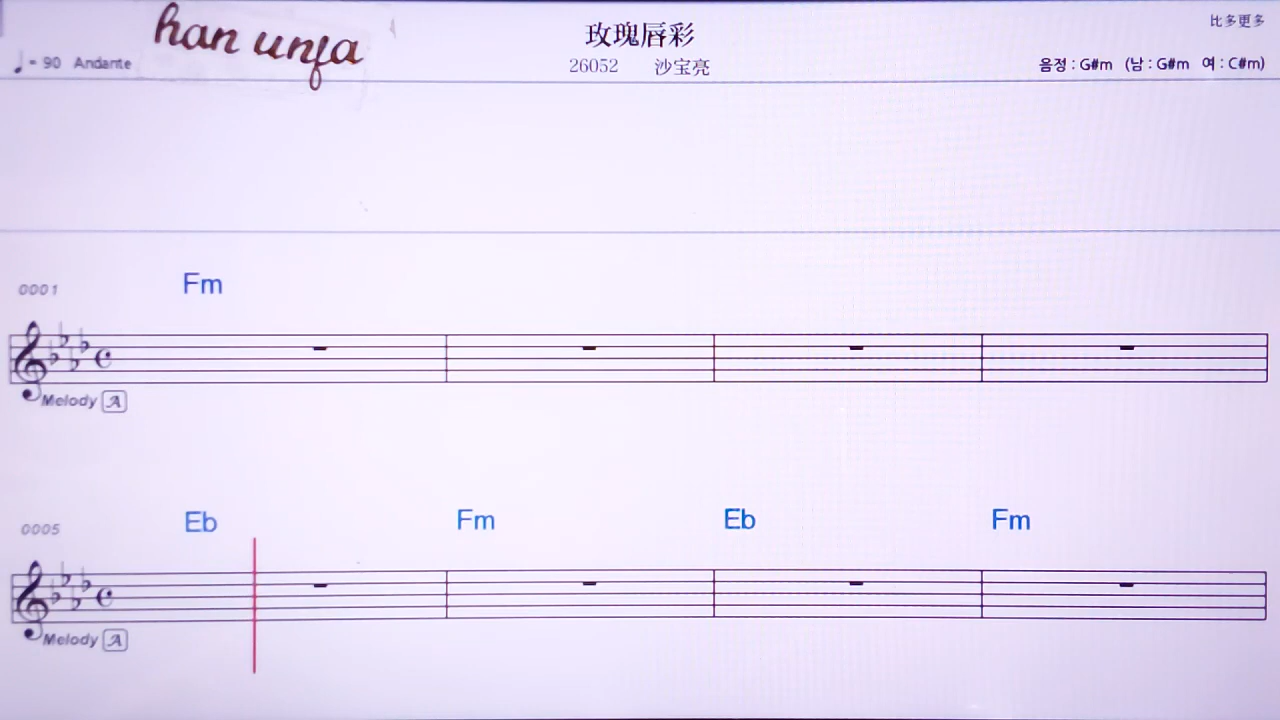 han unfa
玫瑰唇彩
比多更多
♩ = 90 Andante
26052 沙宝亮
음정 : G#m (남 : G#m 여 : C#m)
0001 Fm
Melody A
0005 Eb Fm Eb Fm
Melody A